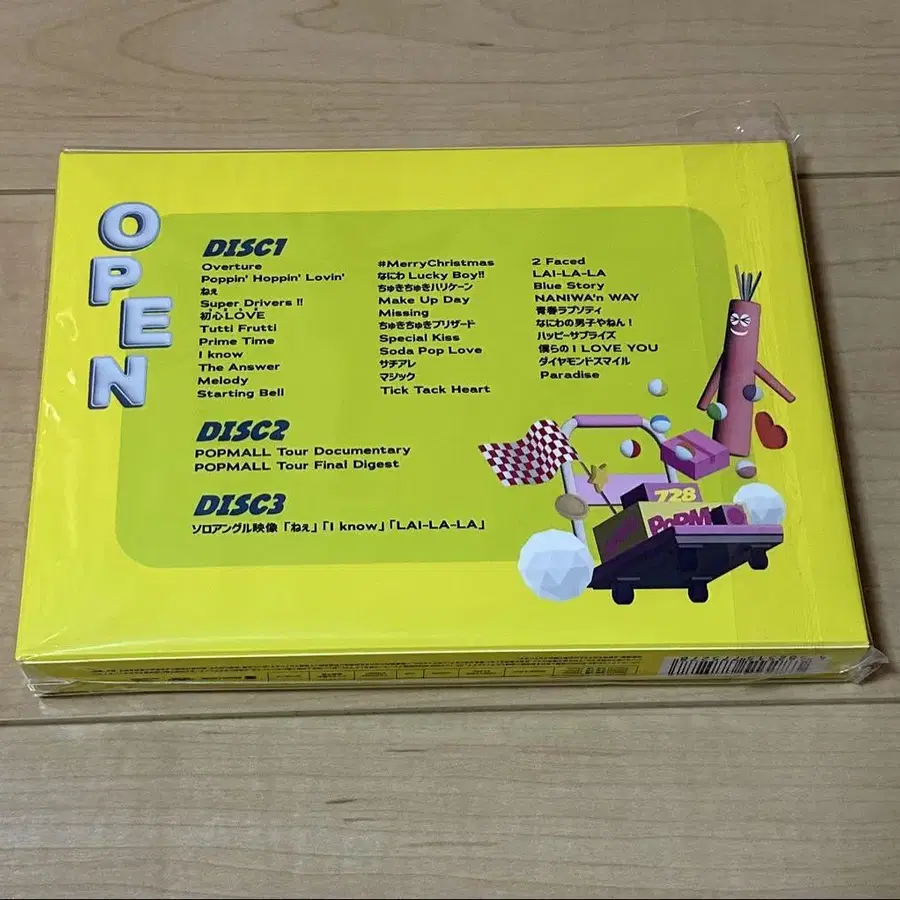 OPEN
DISC1
Overture
Poppin' Hoppin' Lovin'
ねぇ
Super Drivers !!
初心LOVE
Tutti Frutti
Prime Time
I know
The Answer
Melody
Starting Bell
#MerryChristmas
なにわ Lucky Boy!!
ちゅきちゅきハリケーン
Make Up Day
Missing
ちゅきちゅきブリザード
Special Kiss
Soda Pop Love
サチアレ
マジック
Tick Tack Heart
2 Faced
LAI-LA-LA
Blue Story
NANIWA'n WAY
青春ラプソディ
なにわの男子やねん!
ハッピーサプライズ
僕らの I LOVE YOU
ダイヤモンドスマイル
Paradise
DISC2
POPMALL Tour Documentary
POPMALL Tour Final Digest
DISC3
ソロアングル映像「ねぇ」「I know」「LAI-LA-LA」
728
POPM